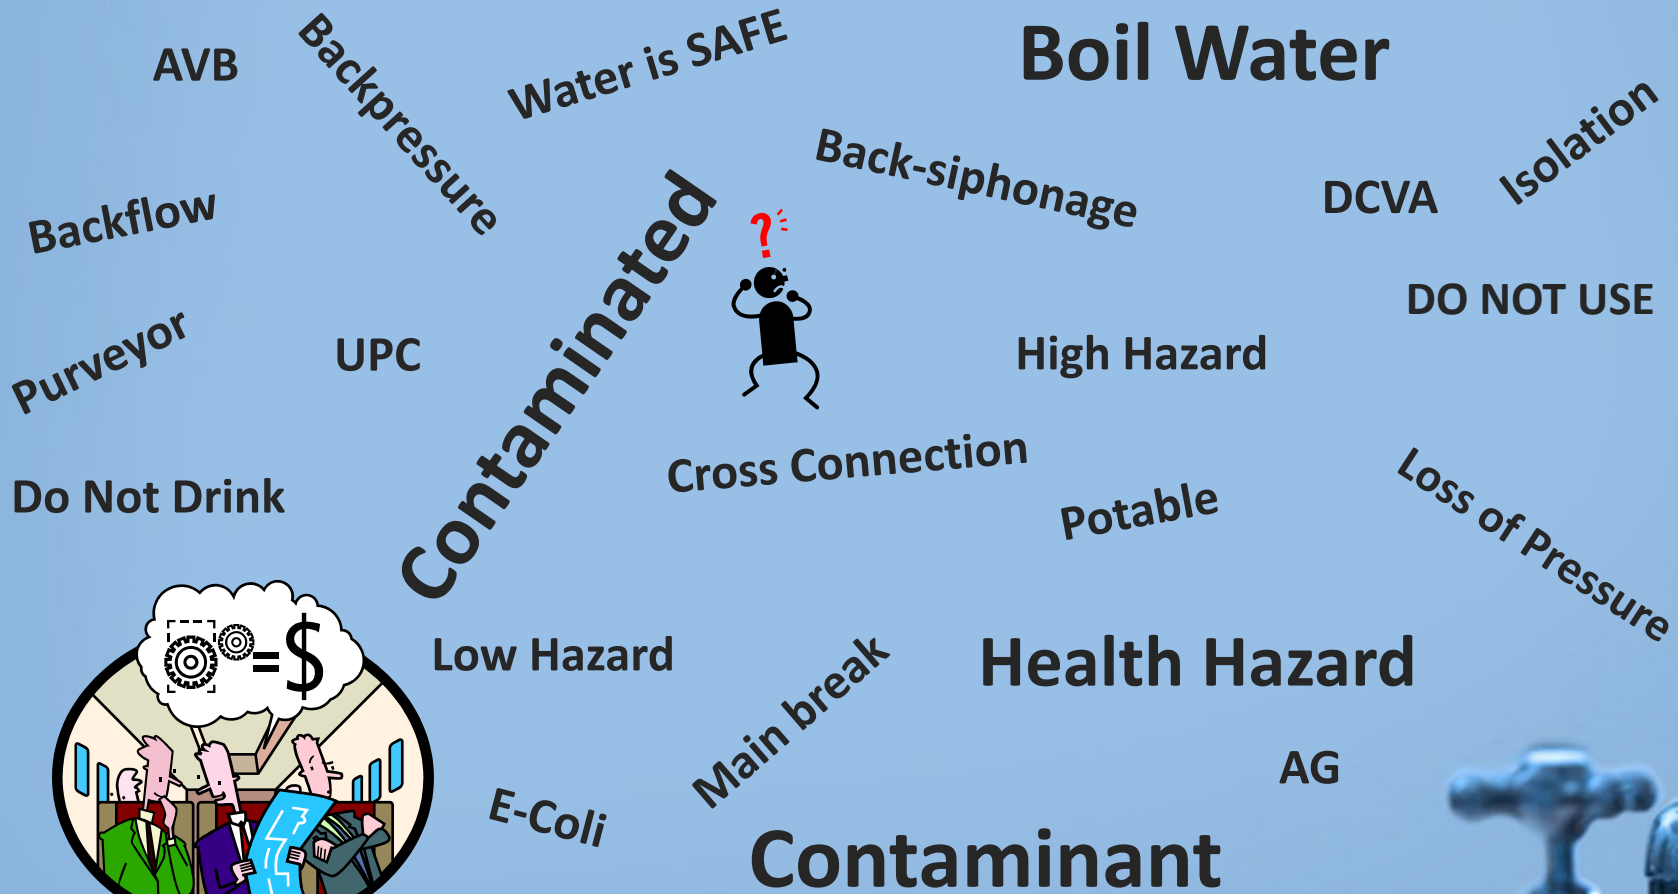 AVB
Backpressure
Water is SAFE
Boil Water
Isolation
Backflow
Back-siphonage
DCVA
Contaminated
?
DO NOT USE
Purveyor
UPC
High Hazard
Cross Connection
Do Not Drink
Potable
Loss of Pressure
=$
Low Hazard
Main break
Health Hazard
AG
E-Coli
Contaminant